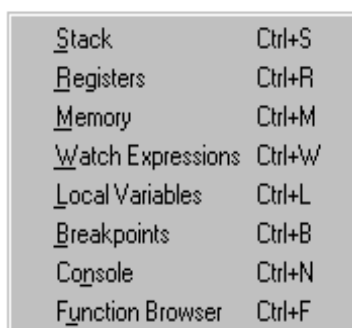 Stack Ctrl+S
Registers Ctrl+R
Memory Ctrl+M
Watch Expressions Ctrl+W
Local Variables Ctrl+L
Breakpoints Ctrl+B
Console Ctrl+N
Function Browser Ctrl+F